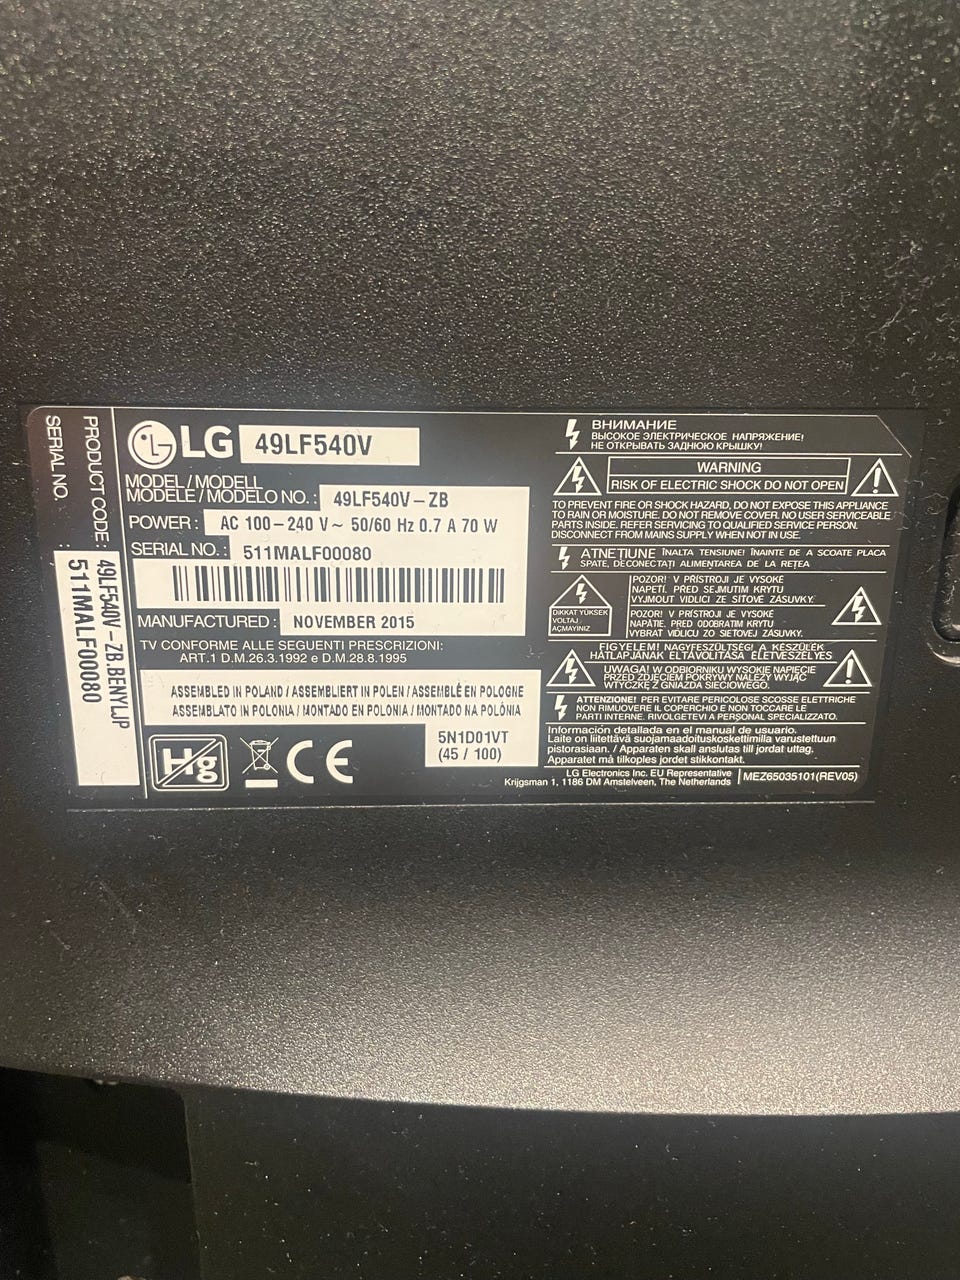 SERIAL NO. : 511MALF00080
PRODUCT CODE: 49LF540V-ZB.BENYLJP
LG 49LF540V
MODEL / MODELL
MODÈLE / MODELO NO. : 49LF540V-ZB
POWER : AC 100-240 V~ 50/60 Hz 0.7 A 70 W
SERIAL NO. : 511MALF00080
MANUFACTURED : NOVEMBER 2015
TV CONFORME ALLE SEGUENTI PRESCRIZIONI:
ART.1 D.M.26.3.1992 e D.M.28.8.1995
ASSEMBLED IN POLAND / ASSEMBLIERT IN POLEN / ASSEMBLÉ EN POLOGNE
ASSEMBLATO IN POLONIA / MONTADO EN POLONIA / MONTADO NA POLÓNIA
5N1D01VT
(45 / 100)
Hg
CE
ВНИМАНИЕ
ВЫСОКОЕ ЭЛЕКТРИЧЕСКОЕ НАПРЯЖЕНИЕ!
НЕ ОТКРЫВАТЬ ЗАДНЮЮ КРЫШКУ!
WARNING
RISK OF ELECTRIC SHOCK DO NOT OPEN
TO PREVENT FIRE OR SHOCK HAZARD, DO NOT EXPOSE THIS APPLIANCE
TO RAIN OR MOISTURE. DO NOT REMOVE COVER. NO USER SERVICEABLE
PARTS INSIDE. REFER SERVICING TO QUALIFIED SERVICE PERSON.
DISCONNECT FROM MAINS SUPPLY WHEN NOT IN USE.
ATNEŢIUNE ÎNALTA TENSIUNE! ÎNAINTE DE A SCOATE PLACA
SPATE, DECONECTAŢI ALIMENTAREA DE LA REŢEA
DIKKAT YÜKSEK
VOLTAJ
AÇMAYINIZ
POZOR! V PŘÍSTROJI JE VYSOKÉ
NAPĚTÍ. PŘED SEJMUTÍM KRYTU
VYJMOUT VIDLICI ZE SÍŤOVÉ ZÁSUVKY.
POZOR! V PRÍSTROJI JE VYSOKÉ
NAPÄTIE. PRED ODOBRATIM KRYTU
VYBRAŤ VIDLICU ZO SIEŤOVEJ ZÁSUVKY.
FIGYELEM! NAGYFESZÜLTSÉG! A KÉSZÜLÉK
HÁTLAPJÁNAK ELTÁVOLÍTÁSA ÉLETVESZÉLYES
UWAGA! W ODBIORNIKU WYSOKIE NAPIĘCIE
PRZED ZDJĘCIEM POKRYWY NALEŻY WYJĄĆ
WTYCZKĘ Z GNIAZDA SIECIOWEGO.
ATTENZIONE! PER EVITARE PERICOLOSE SCOSSE ELETTRICHE
NON RIMUOVERE IL COPERCHIO E NON TOCCARE LE
PARTI INTERNE. RIVOLGETEVI A PERSONAL SPECIALIZZATO.
Información detallada en el manual de usuario.
Laite on liitettävä suojamaadoituskoskettimilla varustettuun
pistorasiaan. / Apparaten skall anslutas till jordat uttag.
Apparatet må tilkoples jordet stikkontakt.
LG Electronics Inc. EU Representative
Krijgsman 1, 1186 DM Amstelveen, The Netherlands
MEZ65035101(REV05)